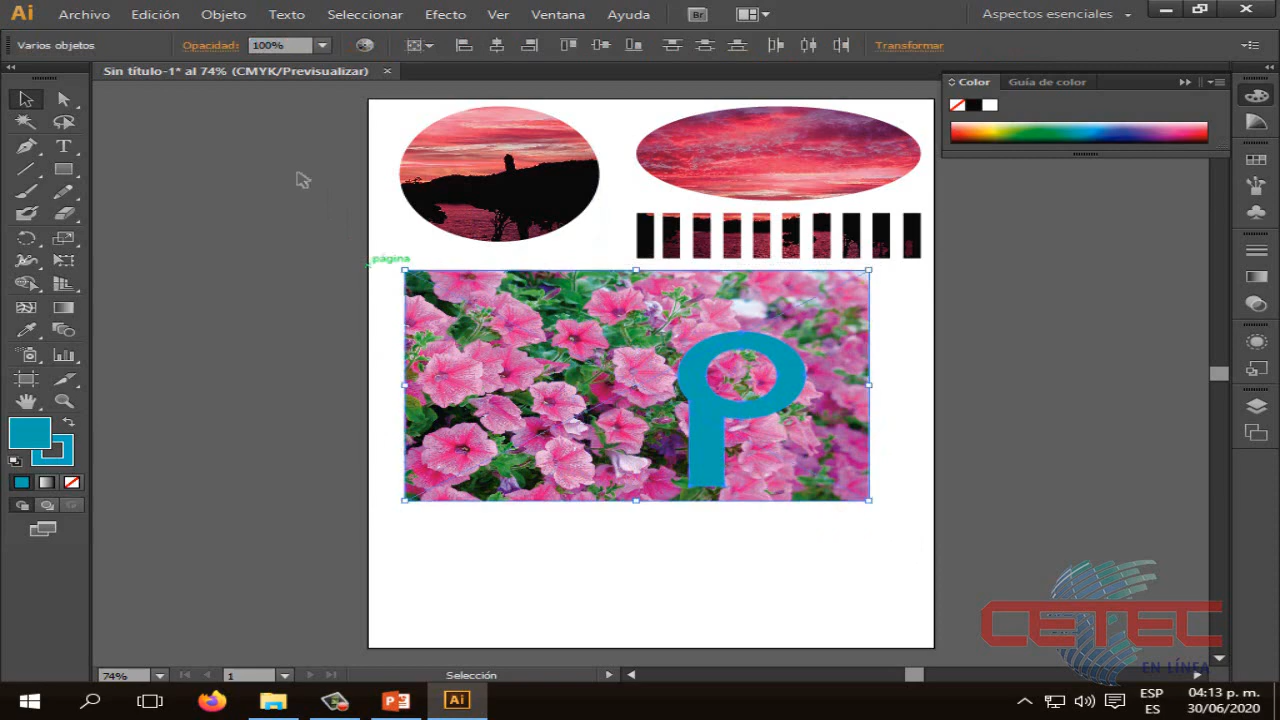 Ai Archivo Edición Objeto Texto Seleccionar Efecto Ver Ventana Ayuda Br Aspectos esenciales
Varios objetos Opacidad: 100% Transformar
Sin título-1* al 74% (CMYK/Previsualizar)
Color Guía de color
T
página
P
74% 1 Selección
CETEC
EN LÍNEA
Ai
ESP
ES
04:13 p. m.
30/06/2020